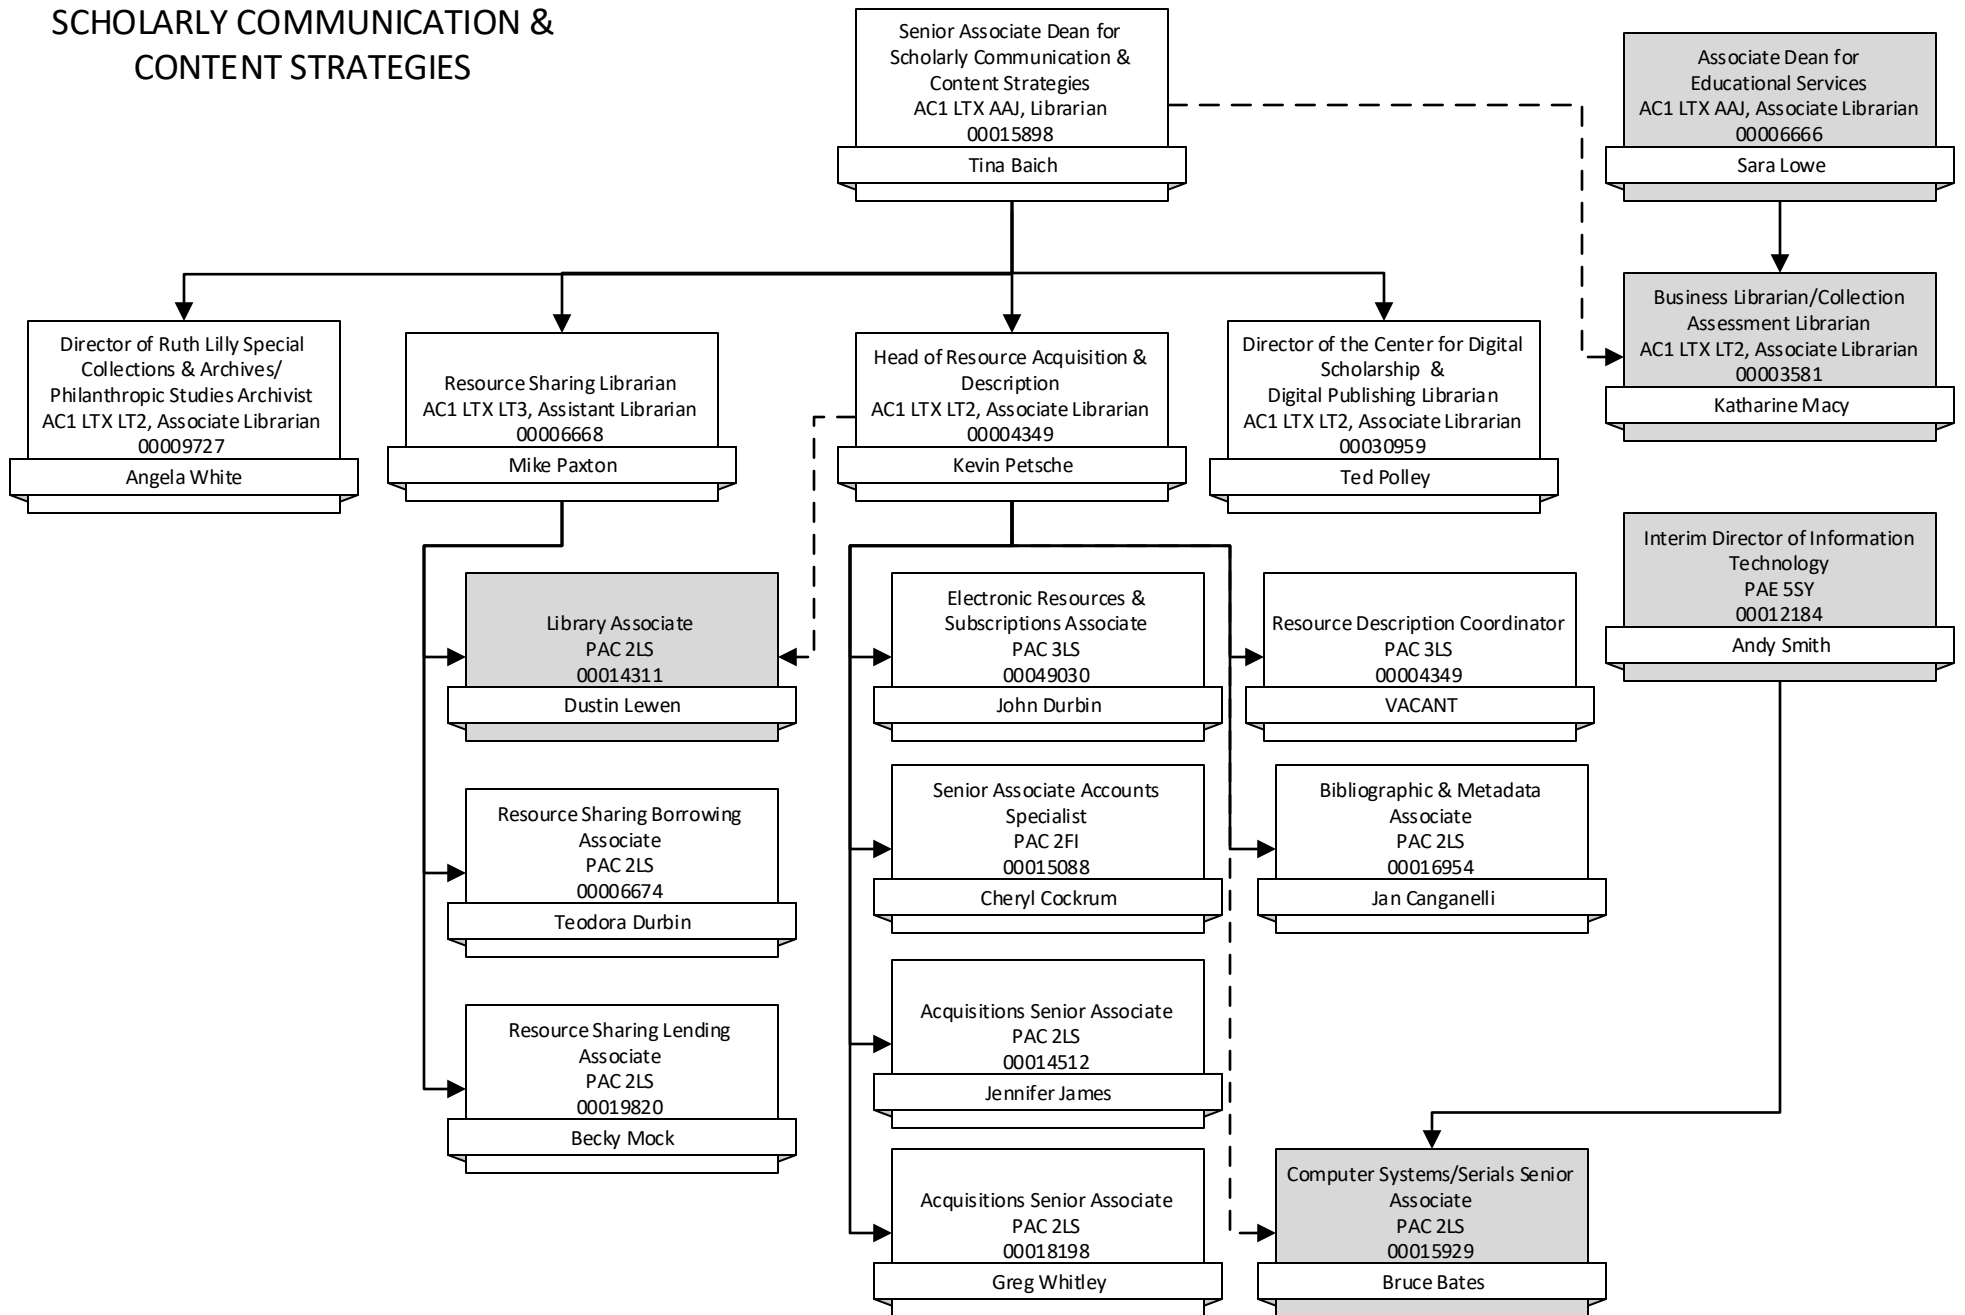 SCHOLARLY COMMUNICATION &
CONTENT STRATEGIES
Senior Associate Dean for
Scholarly Communication &
Content Strategies
AC1 LTX AAJ, Librarian
00015898
Tina Baich
Associate Dean for
Educational Services
AC1 LTX AAJ, Associate Librarian
00006666
Sara Lowe
Director of Ruth Lilly Special
Collections & Archives/
Philanthropic Studies Archivist
AC1 LTX LT2, Associate Librarian
00009727
Angela White
Resource Sharing Librarian
AC1 LTX LT3, Assistant Librarian
00006668
Mike Paxton
Head of Resource Acquisition &
Description
AC1 LTX LT2, Associate Librarian
00004349
Kevin Petsche
Director of the Center for Digital
Scholarship &
Digital Publishing Librarian
AC1 LTX LT2, Associate Librarian
00030959
Ted Polley
Business Librarian/Collection
Assessment Librarian
AC1 LTX LT2, Associate Librarian
00003581
Katharine Macy
Interim Director of Information
Technology
PAE 5SY
00012184
Andy Smith
Library Associate
PAC 2LS
00014311
Dustin Lewen
Electronic Resources &
Subscriptions Associate
PAC 3LS
00049030
John Durbin
Resource Description Coordinator
PAC 3LS
00004349
VACANT
Resource Sharing Borrowing
Associate
PAC 2LS
00006674
Teodora Durbin
Senior Associate Accounts
Specialist
PAC 2FI
00015088
Cheryl Cockrum
Bibliographic & Metadata
Associate
PAC 2LS
00016954
Jan Canganelli
Resource Sharing Lending
Associate
PAC 2LS
00019820
Becky Mock
Acquisitions Senior Associate
PAC 2LS
00014512
Jennifer James
Acquisitions Senior Associate
PAC 2LS
00018198
Greg Whitley
Computer Systems/Serials Senior
Associate
PAC 2LS
00015929
Bruce Bates